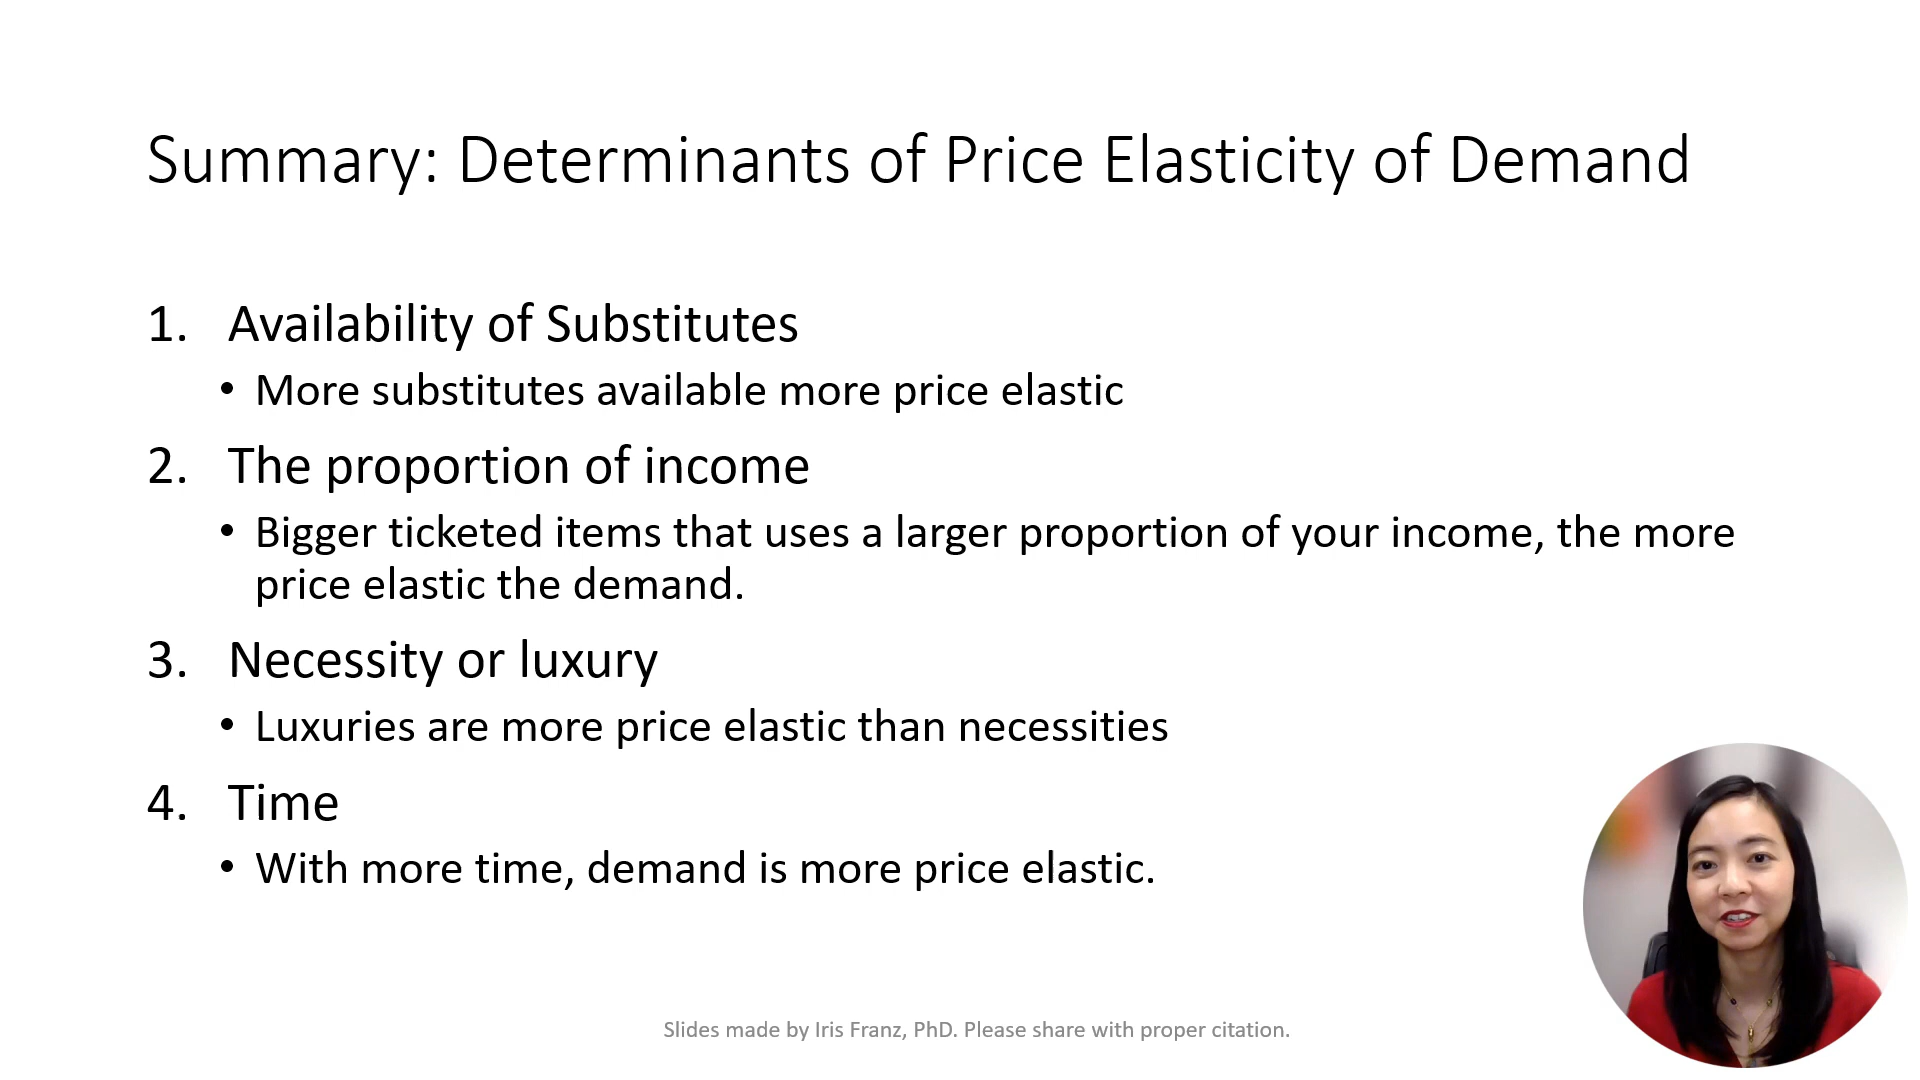 Summary: Determinants of Price Elasticity of Demand
1. Availability of Substitutes
• More substitutes available more price elastic
2. The proportion of income
• Bigger ticketed items that uses a larger proportion of your income, the more
price elastic the demand.
3. Necessity or luxury
• Luxuries are more price elastic than necessities
4. Time
• With more time, demand is more price elastic.
Slides made by Iris Franz, PhD. Please share with proper citation.